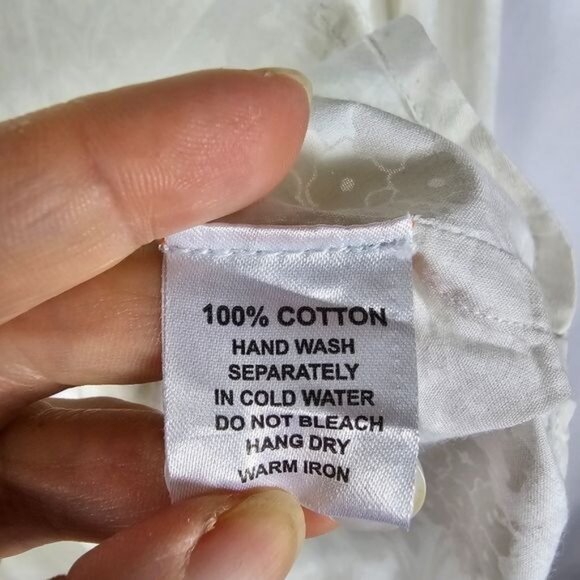 100% COTTON
HAND WASH
SEPARATELY
IN COLD WATER
DO NOT BLEACH
HANG DRY
WARM IRON